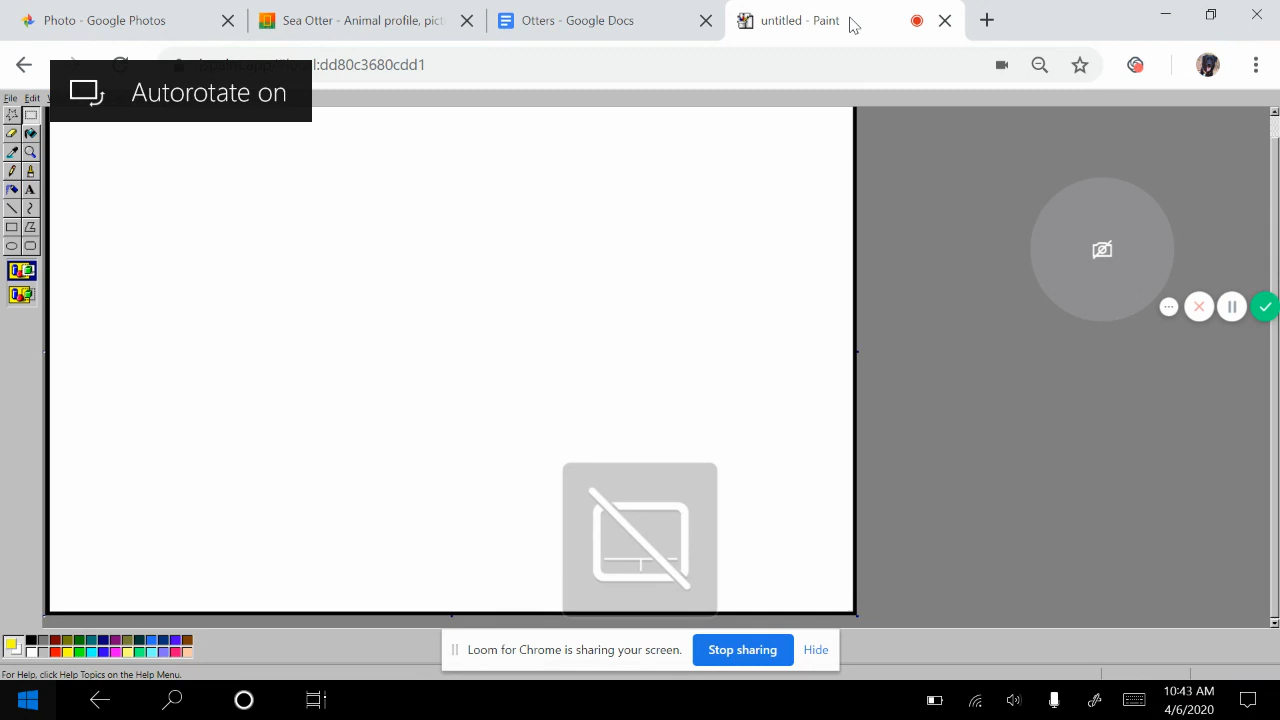 Photo - Google Photos
Sea Otter - Animal profile, pict
Otters - Google Docs
untitled - Paint
:dd80c3680cdd1
Autorotate on
File Edit
A
Loom for Chrome is sharing your screen. Stop sharing Hide
For Help, click Help Topics on the Help Menu.
10:43 AM
4/6/2020